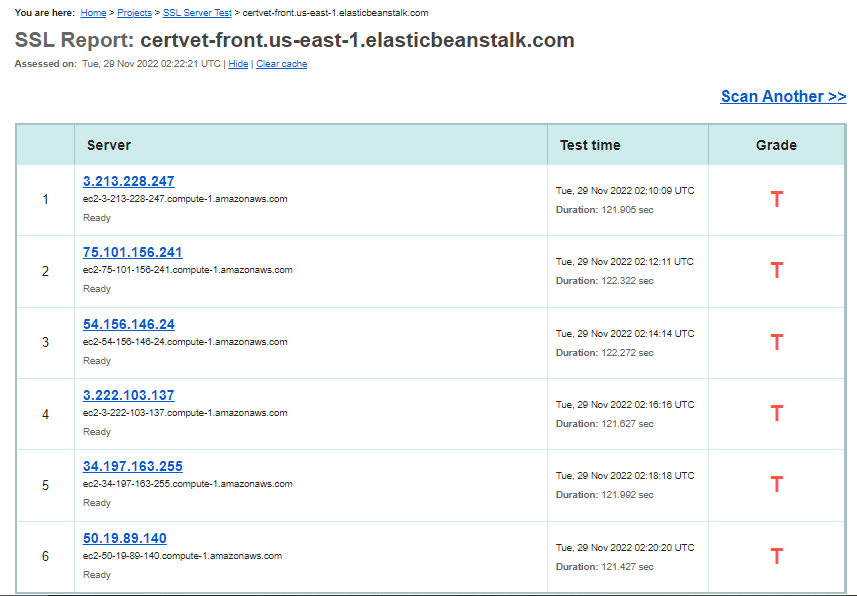 You are here: Home > Projects > SSL Server Test > certvet-front.us-east-1.elasticbeanstalk.com
SSL Report: certvet-front.us-east-1.elasticbeanstalk.com
Assessed on: Tue, 29 Nov 2022 02:22:21 UTC | Hide | Clear cache
Scan Another >>
Server Test time Grade
1 3.213.228.247
ec2-3-213-228-247.compute-1.amazonaws.com
Ready
Tue, 29 Nov 2022 02:10:09 UTC
Duration: 121.905 sec
T
2 75.101.156.241
ec2-75-101-156-241.compute-1.amazonaws.com
Ready
Tue, 29 Nov 2022 02:12:11 UTC
Duration: 122.322 sec
T
3 54.156.146.24
ec2-54-156-146-24.compute-1.amazonaws.com
Ready
Tue, 29 Nov 2022 02:14:14 UTC
Duration: 122.272 sec
T
4 3.222.103.137
ec2-3-222-103-137.compute-1.amazonaws.com
Ready
Tue, 29 Nov 2022 02:16:16 UTC
Duration: 121.627 sec
T
5 34.197.163.255
ec2-34-197-163-255.compute-1.amazonaws.com
Ready
Tue, 29 Nov 2022 02:18:18 UTC
Duration: 121.992 sec
T
6 50.19.89.140
ec2-50-19-89-140.compute-1.amazonaws.com
Ready
Tue, 29 Nov 2022 02:20:20 UTC
Duration: 121.427 sec
T